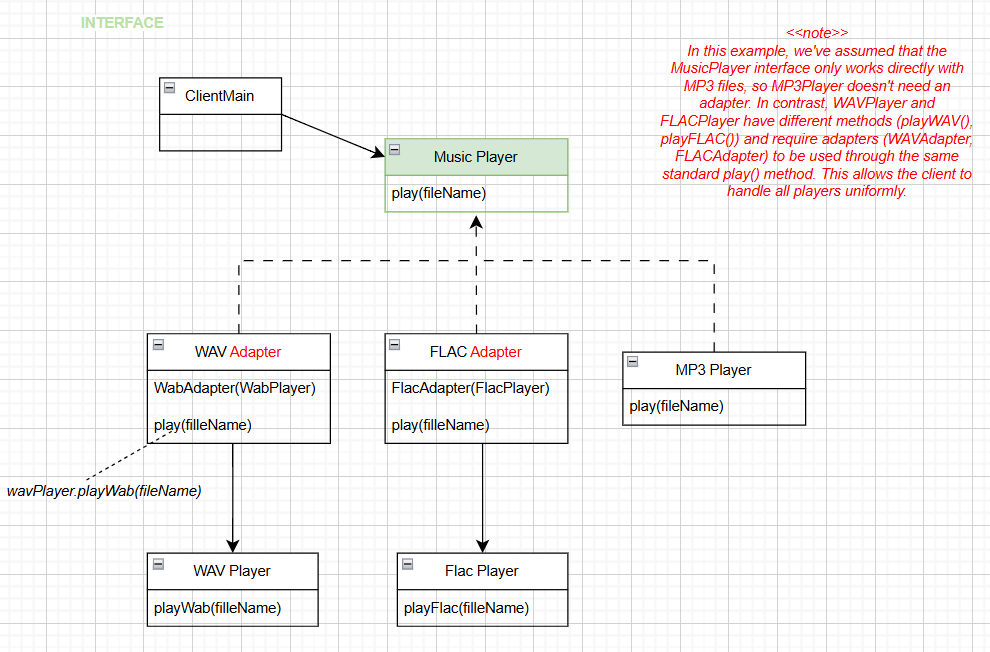 INTERFACE
<<note>>
In this example, we've assumed that the
MusicPlayer interface only works directly with
MP3 files, so MP3Player doesn't need an
adapter. In contrast, WAVPlayer and
FLACPlayer have different methods (playWAV(),
playFLAC()) and require adapters (WAVAdapter,
FLACAdapter) to be used through the same
standard play() method. This allows the client to
handle all players uniformly.
ClientMain
Music Player
play(fileName)
WAV Adapter
WabAdapter(WabPlayer)
play(filleName)
FLAC Adapter
FlacAdapter(FlacPlayer)
play(fileName)
MP3 Player
play(fileName)
wavPlayer.playWab(fileName)
WAV Player
playWab(filleName)
Flac Player
playFlac(filleName)